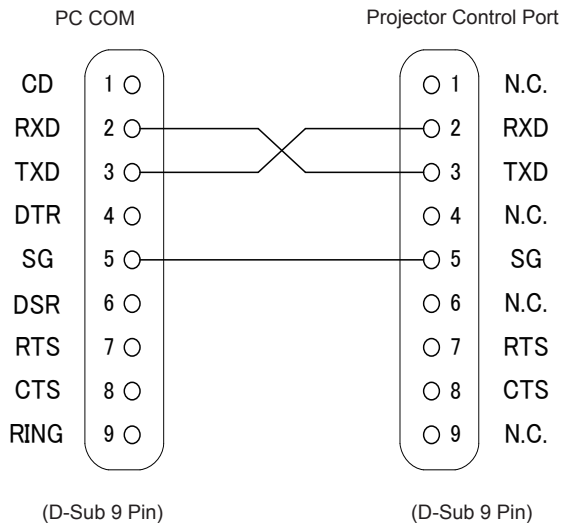 PC COM Projector Control Port
CD 1 1 N.C.
RXD 2 2 RXD
TXD 3 3 TXD
DTR 4 4 N.C.
SG 5 5 SG
DSR 6 6 N.C.
RTS 7 7 RTS
CTS 8 8 CTS
RING 9 9 N.C.
(D-Sub 9 Pin) (D-Sub 9 Pin)